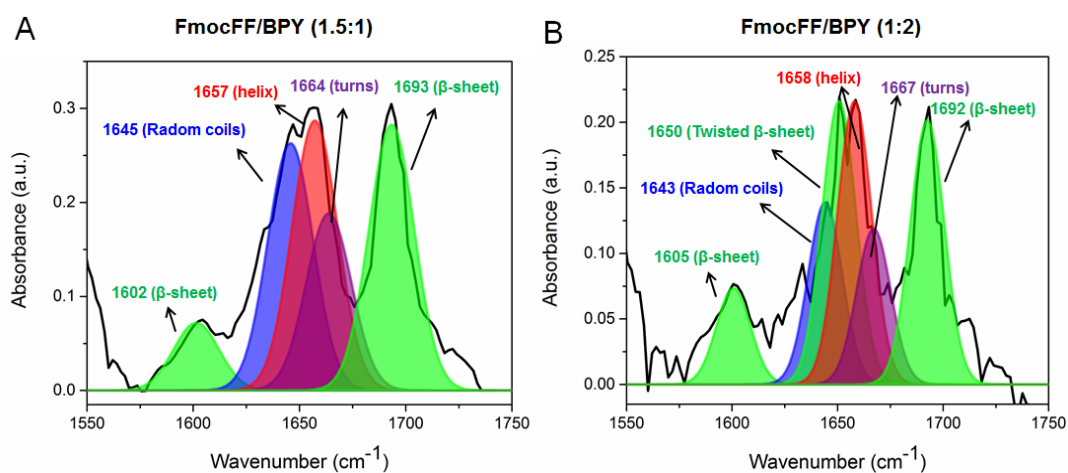 A
FmocFF/BPY (1.5:1)
1657 (helix)
1664 (turns)
1693 (β-sheet)
1645 (Radom coils)
1602 (β-sheet)
0.3
0.2
0.1
0.0
Absorbance (a.u.)
1550 1600 1650 1700 1750
Wavenumber (cm⁻¹)
B
FmocFF/BPY (1:2)
1658 (helix)
1667 (turns)
1692 (β-sheet)
1650 (Twisted β-sheet)
1643 (Radom coils)
1605 (β-sheet)
0.25
0.20
0.15
0.10
0.05
0.00
Absorbance (a.u.)
1550 1600 1650 1700 1750
Wavenumber (cm⁻¹)